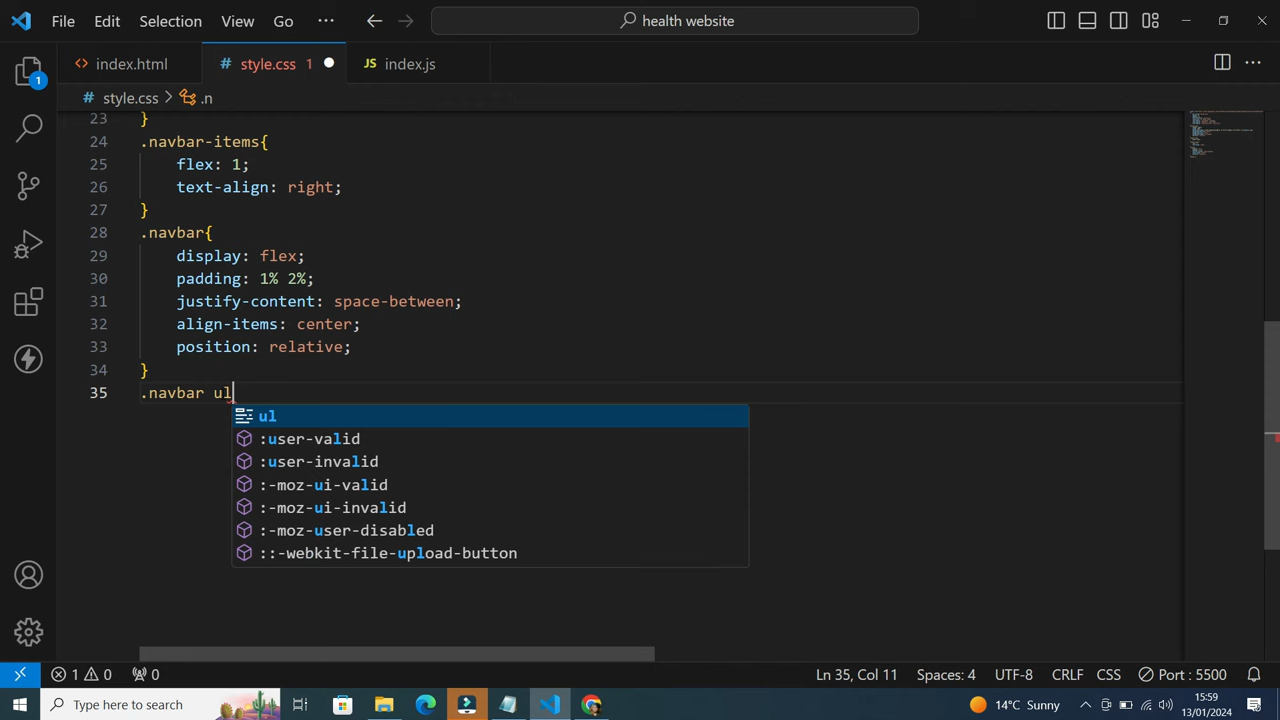 File Edit Selection View Go ··· health website
index.html # style.css 1 JS index.js ···
# style.css > .n
23 }
24 .navbar-items{
25 flex: 1;
26 text-align: right;
27 }
28 .navbar{
29 display: flex;
30 padding: 1% 2%;
31 justify-content: space-between;
32 align-items: center;
33 position: relative;
34 }
35 .navbar ul
ul
:user-valid
:user-invalid
:-moz-ui-valid
:-moz-ui-invalid
:-moz-user-disabled
::-webkit-file-upload-button
1
0 1 0 0 Ln 35, Col 11 Spaces: 4 UTF-8 CRLF CSS Port : 5500
Type here to search 14°C Sunny 15:59
13/01/2024